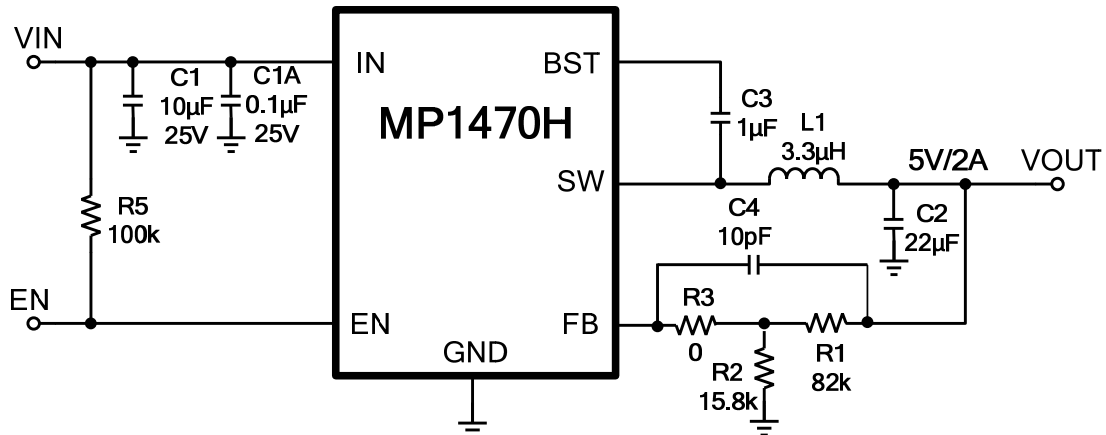 VIN
IN
BST
C1
10µF
25V
C1A
0.1µF
25V
MP1470H
C3
1µF
L1
3.3µH
5V/2A
VOUT
SW
R5
100k
C4
10pF
C2
22µF
EN
EN
FB
R3
0
R1
82k
GND
R2
15.8k